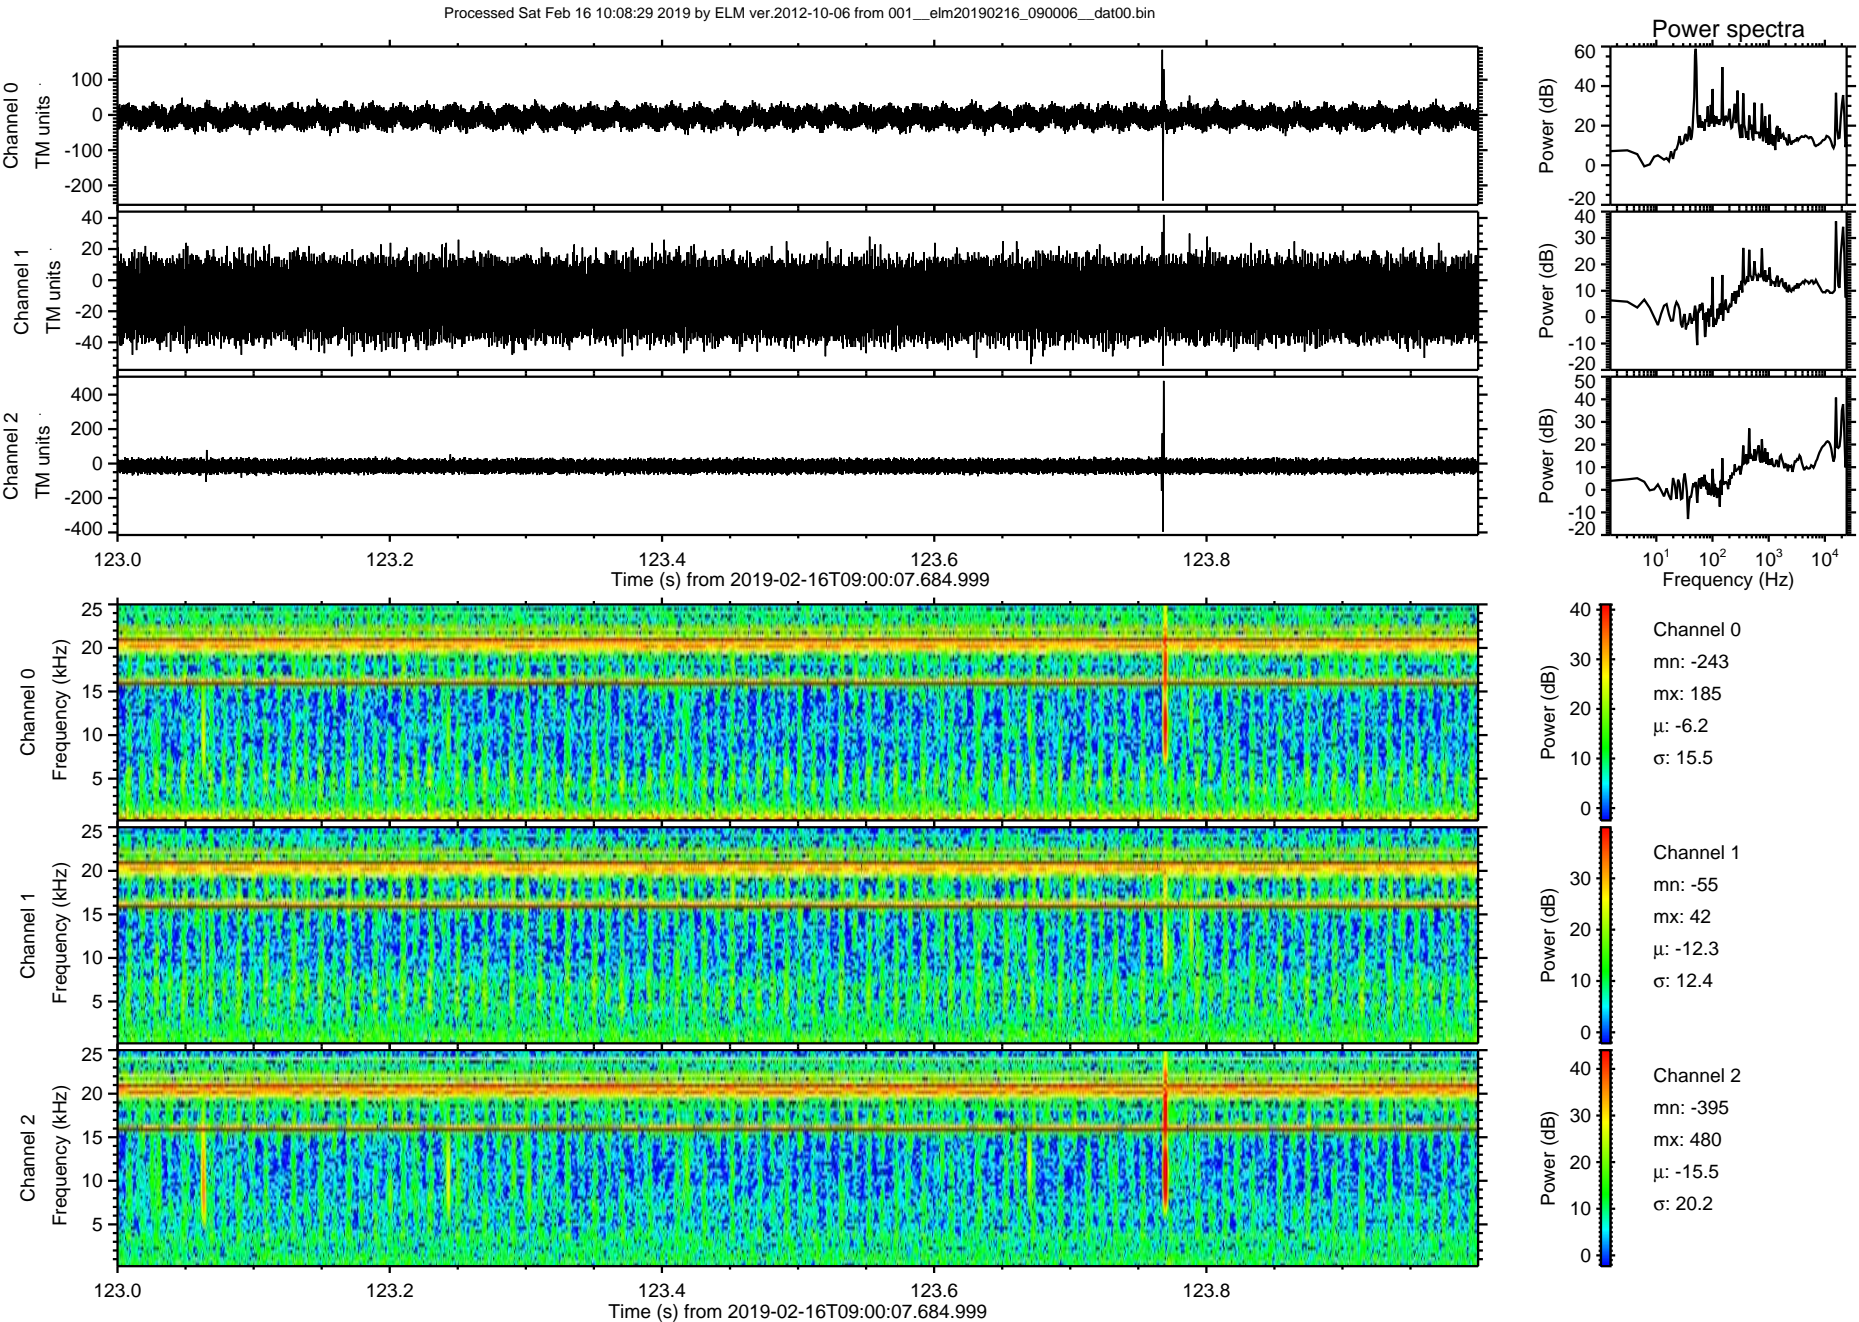 Processed Sat Feb 16 10:08:29 2019 by ELM ver.2012-10-06 from 001__elm20190216_090006__dat00.bin
Power spectra
Channel 0
TM units
100
0
-100
-200
Power (dB)
60
40
20
0
-20
Channel 1
TM units
40
20
0
-20
-40
Power (dB)
40
30
20
10
0
-10
-20
Channel 2
TM units
400
200
0
-200
-400
Power (dB)
50
40
30
20
10
0
-10
-20
123.0 123.2 123.4 123.6 123.8
Time (s) from 2019-02-16T09:00:07.684.999
10¹ 10² 10³ 10⁴
Frequency (Hz)
Channel 0
Frequency (kHz)
25
20
15
10
5
Power (dB)
40
30
20
10
0
Channel 0
mn: -243
mx: 185
µ: -6.2
σ: 15.5
Channel 1
Frequency (kHz)
25
20
15
10
5
Power (dB)
30
20
10
0
Channel 1
mn: -55
mx: 42
µ: -12.3
σ: 12.4
Channel 2
Frequency (kHz)
25
20
15
10
5
Power (dB)
40
30
20
10
0
Channel 2
mn: -395
mx: 480
µ: -15.5
σ: 20.2
123.0 123.2 123.4 123.6 123.8
Time (s) from 2019-02-16T09:00:07.684.999